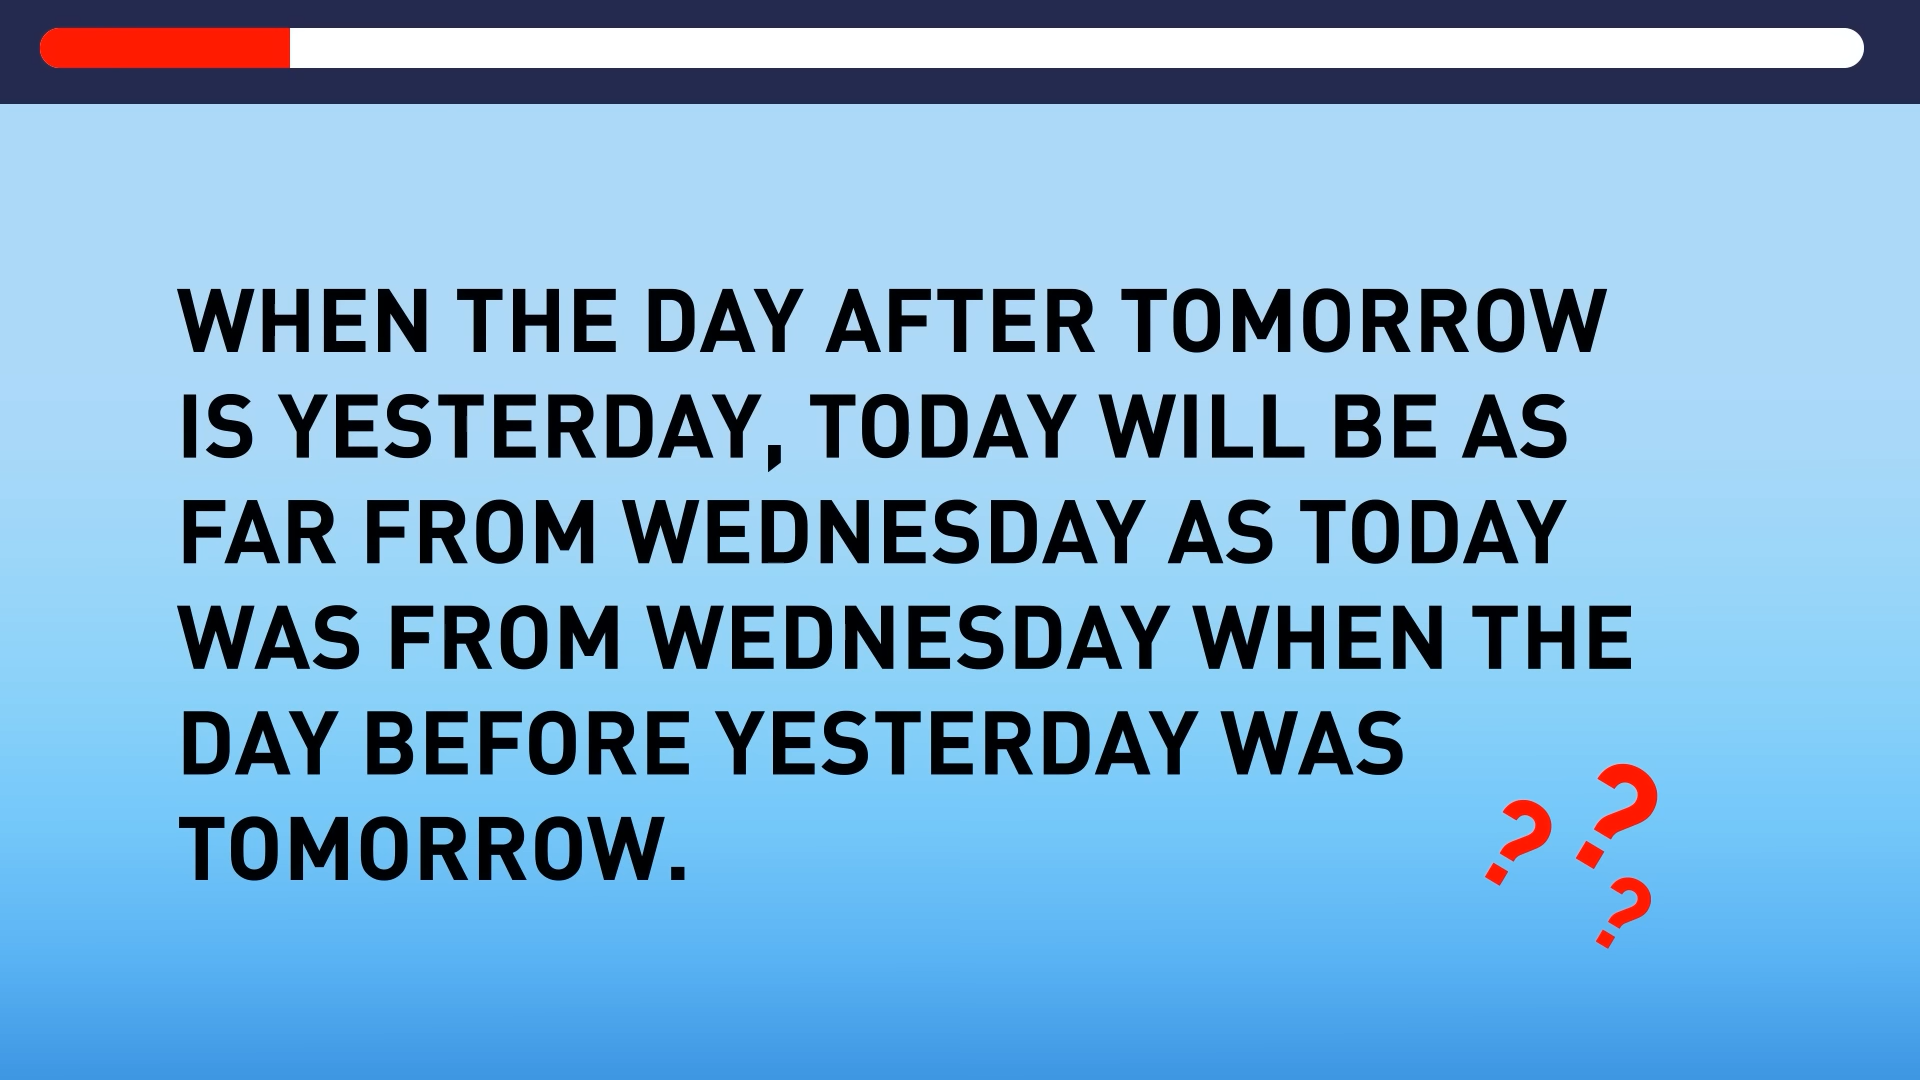 WHEN THE DAY AFTER TOMORROW
IS YESTERDAY, TODAY WILL BE AS
FAR FROM WEDNESDAY AS TODAY
WAS FROM WEDNESDAY WHEN THE
DAY BEFORE YESTERDAY WAS
TOMORROW.
? ? ?